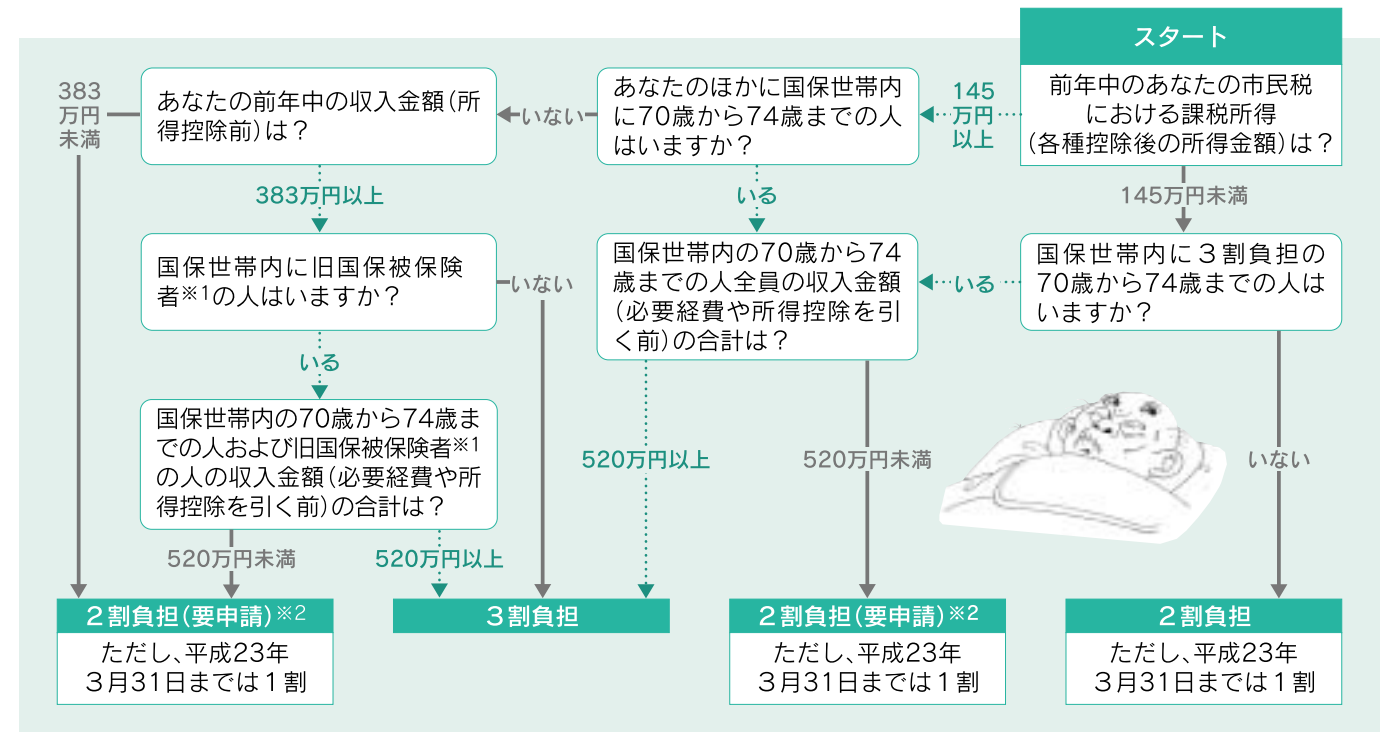 スタート
前年中のあなたの市民税
における課税所得
(各種控除後の所得金額)は？
145
万円
以上
145万円未満
あなたのほかに国保世帯内
に70歳から74歳までの人
はいますか？
いない
いる
あなたの前年中の収入金額(所
得控除前)は？
383
万円
未満
383万円以上
国保世帯内に３割負担の
70歳から74歳までの人は
いますか？
いる
いない
国保世帯内の70歳から74
歳までの人全員の収入金額
(必要経費や所得控除を引
く前)の合計は？
520万円以上
520万円未満
国保世帯内に旧国保被保険
者※1の人はいますか？
いない
いる
国保世帯内の70歳から74歳ま
での人および旧国保被保険者※1
の人の収入金額(必要経費や所
得控除を引く前)の合計は？
520万円未満
520万円以上
２割負担(要申請)※2
ただし、平成23年
３月31日までは１割
３割負担
２割負担(要申請)※2
ただし、平成23年
３月31日までは１割
２割負担
ただし、平成23年
３月31日までは１割